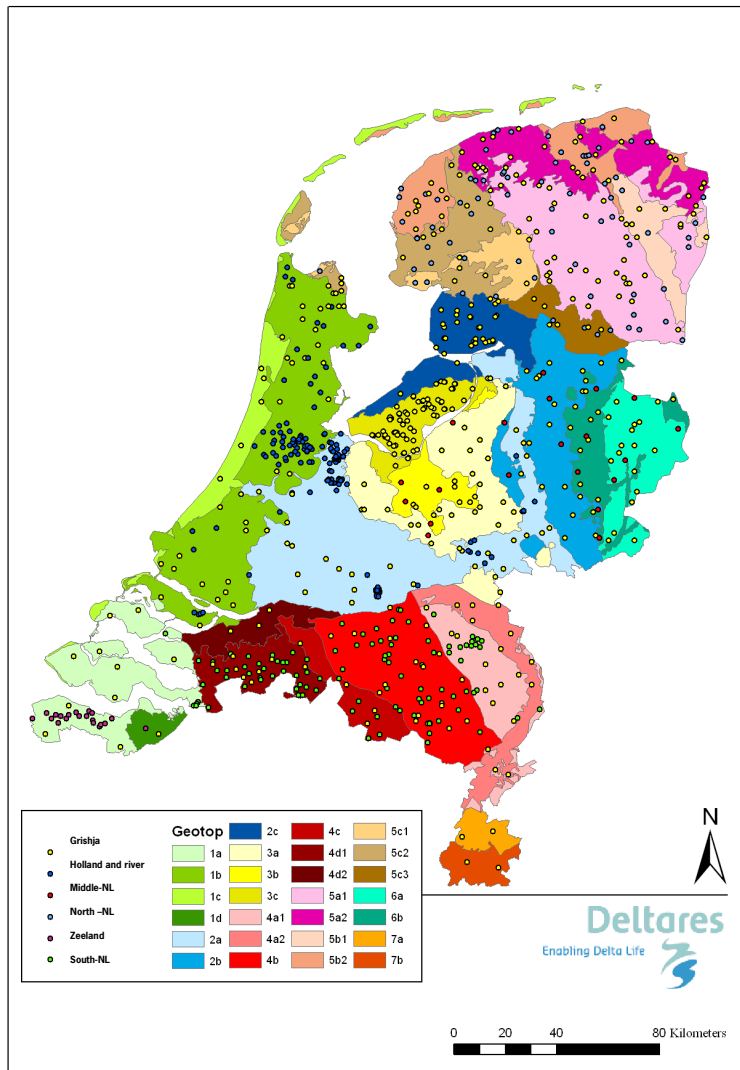 Grishja
Holland and river
Middle-NL
North –NL
Zeeland
South-NL
Geotop
1a
1b
1c
1d
2a
2b
2c
3a
3b
3c
4a1
4a2
4b
4c
4d1
4d2
5a1
5a2
5b1
5b2
5c1
5c2
5c3
6a
6b
7a
7b
N
Deltares
Enabling Delta Life
0 20 40 80 Kilometers